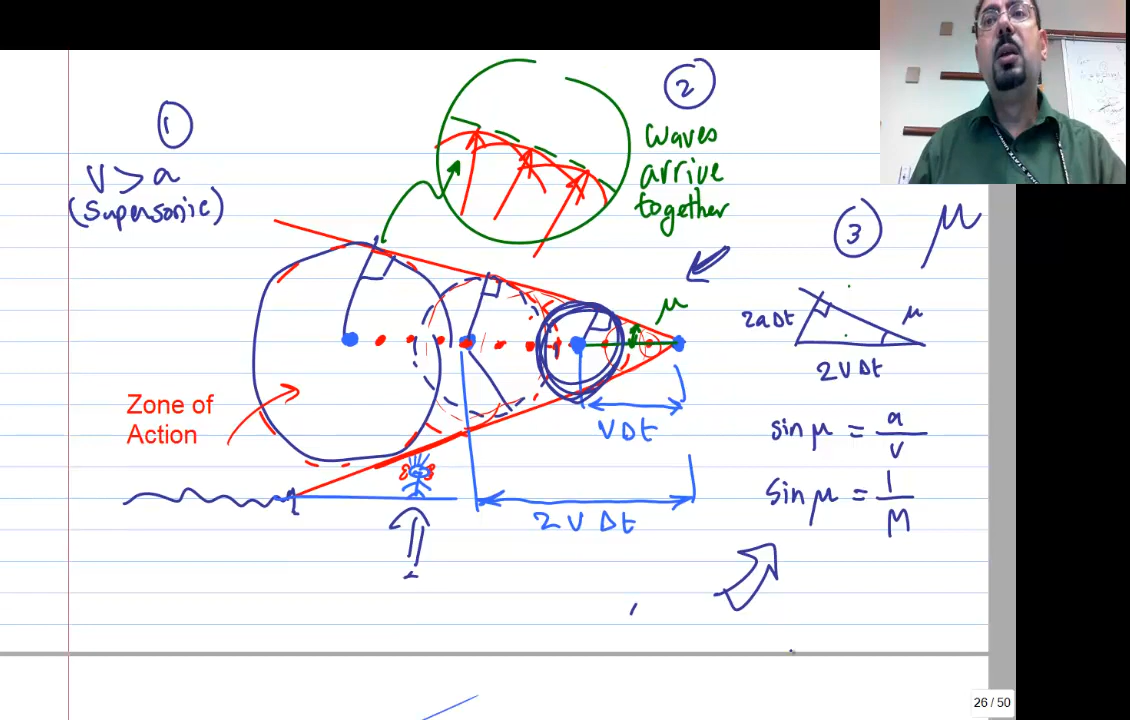 1
V > a
(Supersonic)
2
Waves
arrive
together
3
μ
μ
2aΔt
μ
2VΔt
Zone of
Action
VΔt
2VΔt
sin μ = a/V
sin μ = 1/M
26 / 50